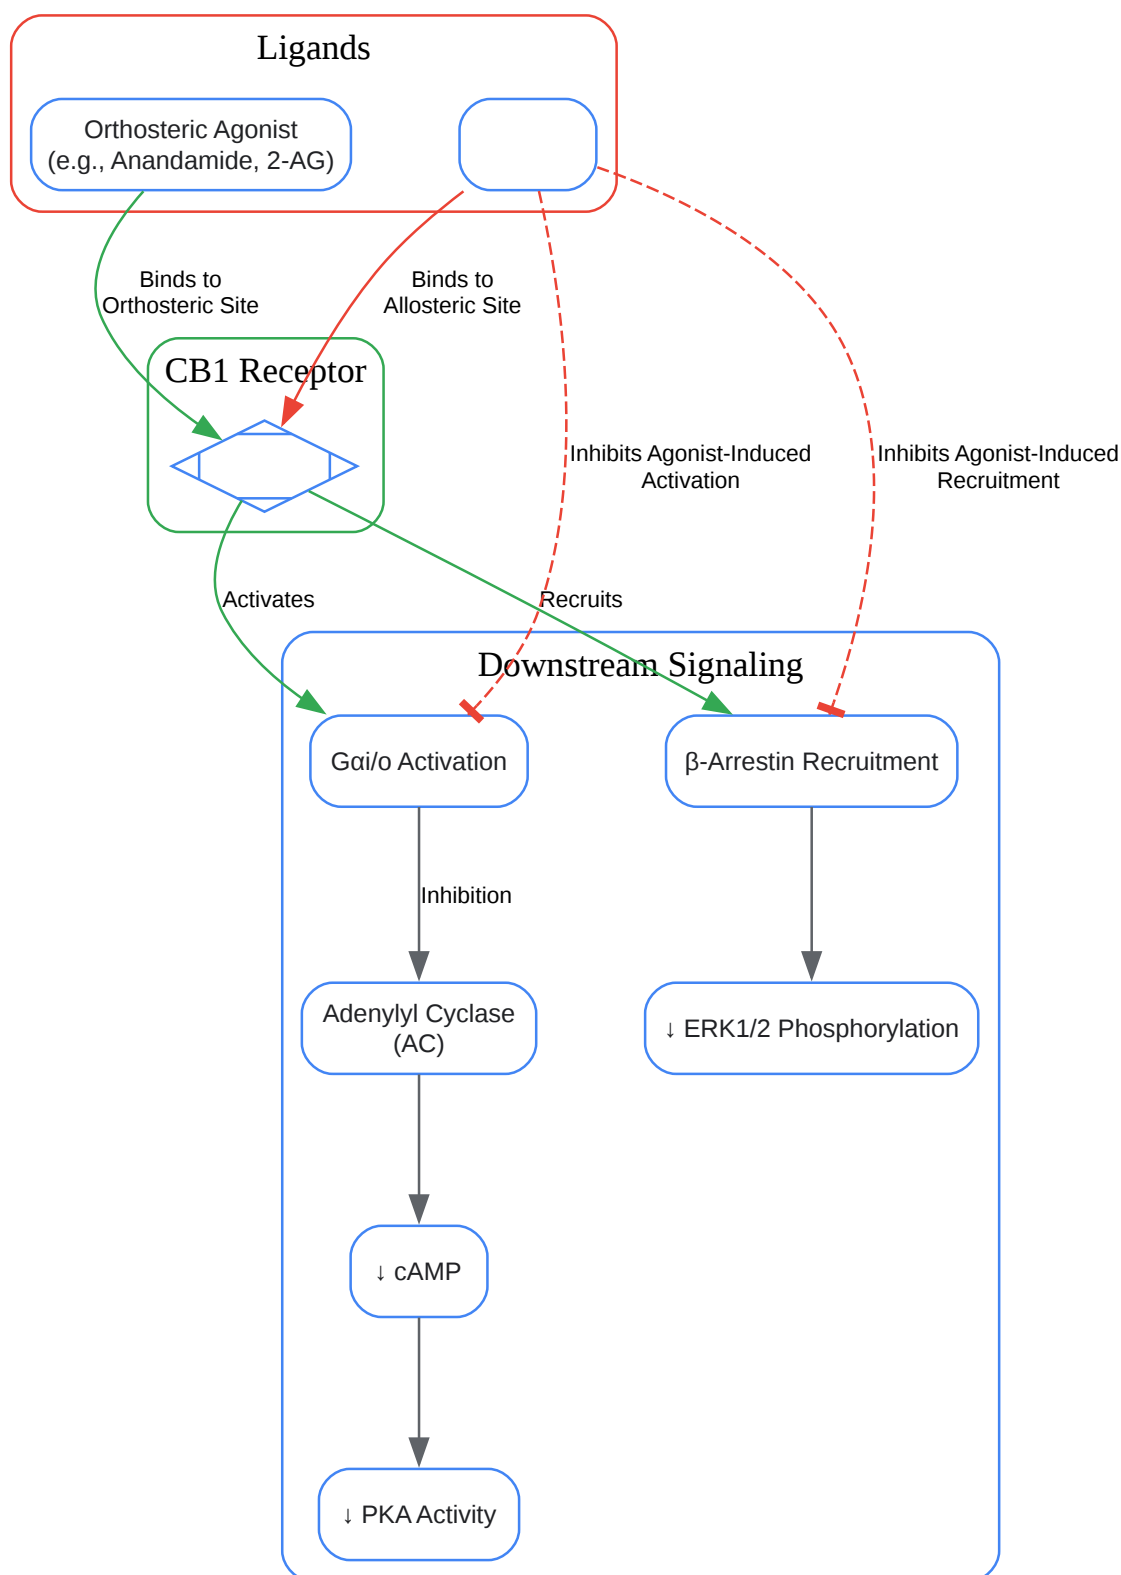 Ligands
Orthosteric Agonist
(e.g., Anandamide, 2-AG)
Binds to
Orthosteric Site
Binds to
Allosteric Site
CB1 Receptor
Inhibits Agonist-Induced
Activation
Inhibits Agonist-Induced
Recruitment
Activates
Recruits
Downstream Signaling
Gαi/o Activation
β-Arrestin Recruitment
Inhibition
Adenylyl Cyclase
(AC)
↓ ERK1/2 Phosphorylation
↓ cAMP
↓ PKA Activity